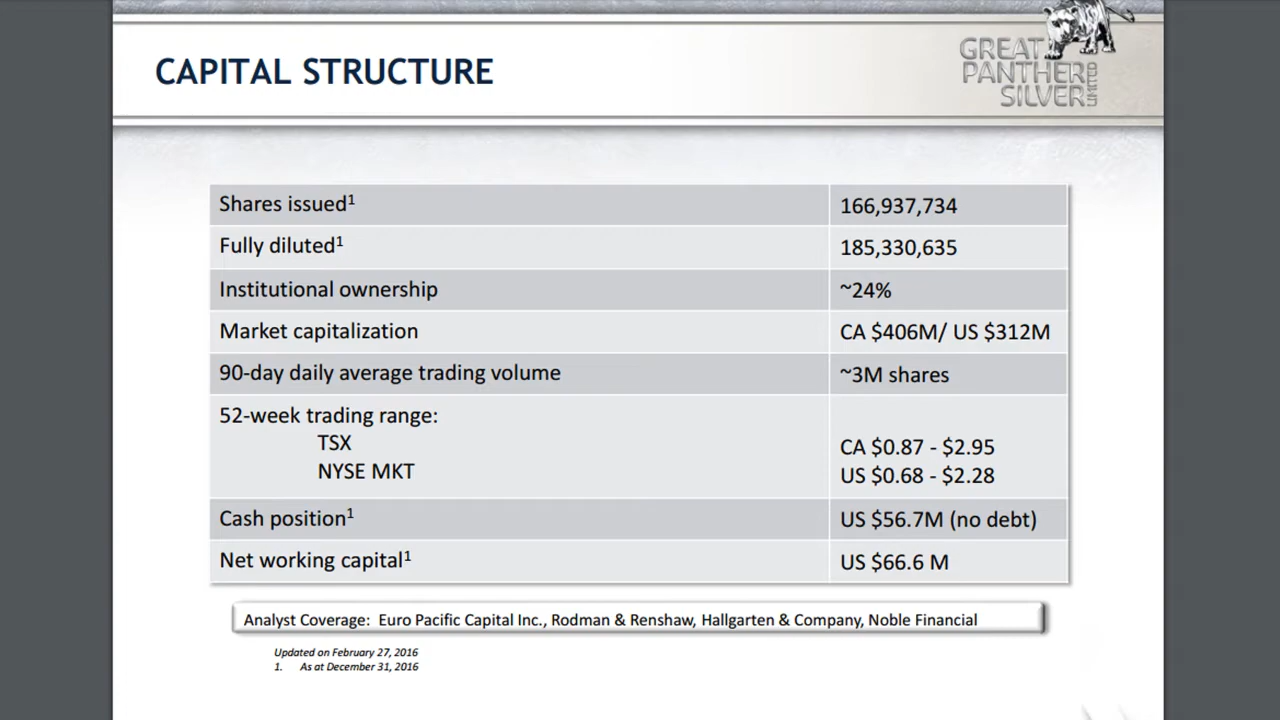 CAPITAL STRUCTURE
GREAT
PANTHER
SILVER LIMITED
Shares issued1 166,937,734
Fully diluted1 185,330,635
Institutional ownership ~24%
Market capitalization CA $406M/ US $312M
90-day daily average trading volume ~3M shares
52-week trading range:
TSX CA $0.87 - $2.95
NYSE MKT US $0.68 - $2.28
Cash position1 US $56.7M (no debt)
Net working capital1 US $66.6 M
Analyst Coverage: Euro Pacific Capital Inc., Rodman & Renshaw, Hallgarten & Company, Noble Financial
Updated on February 27, 2016
1. As at December 31, 2016